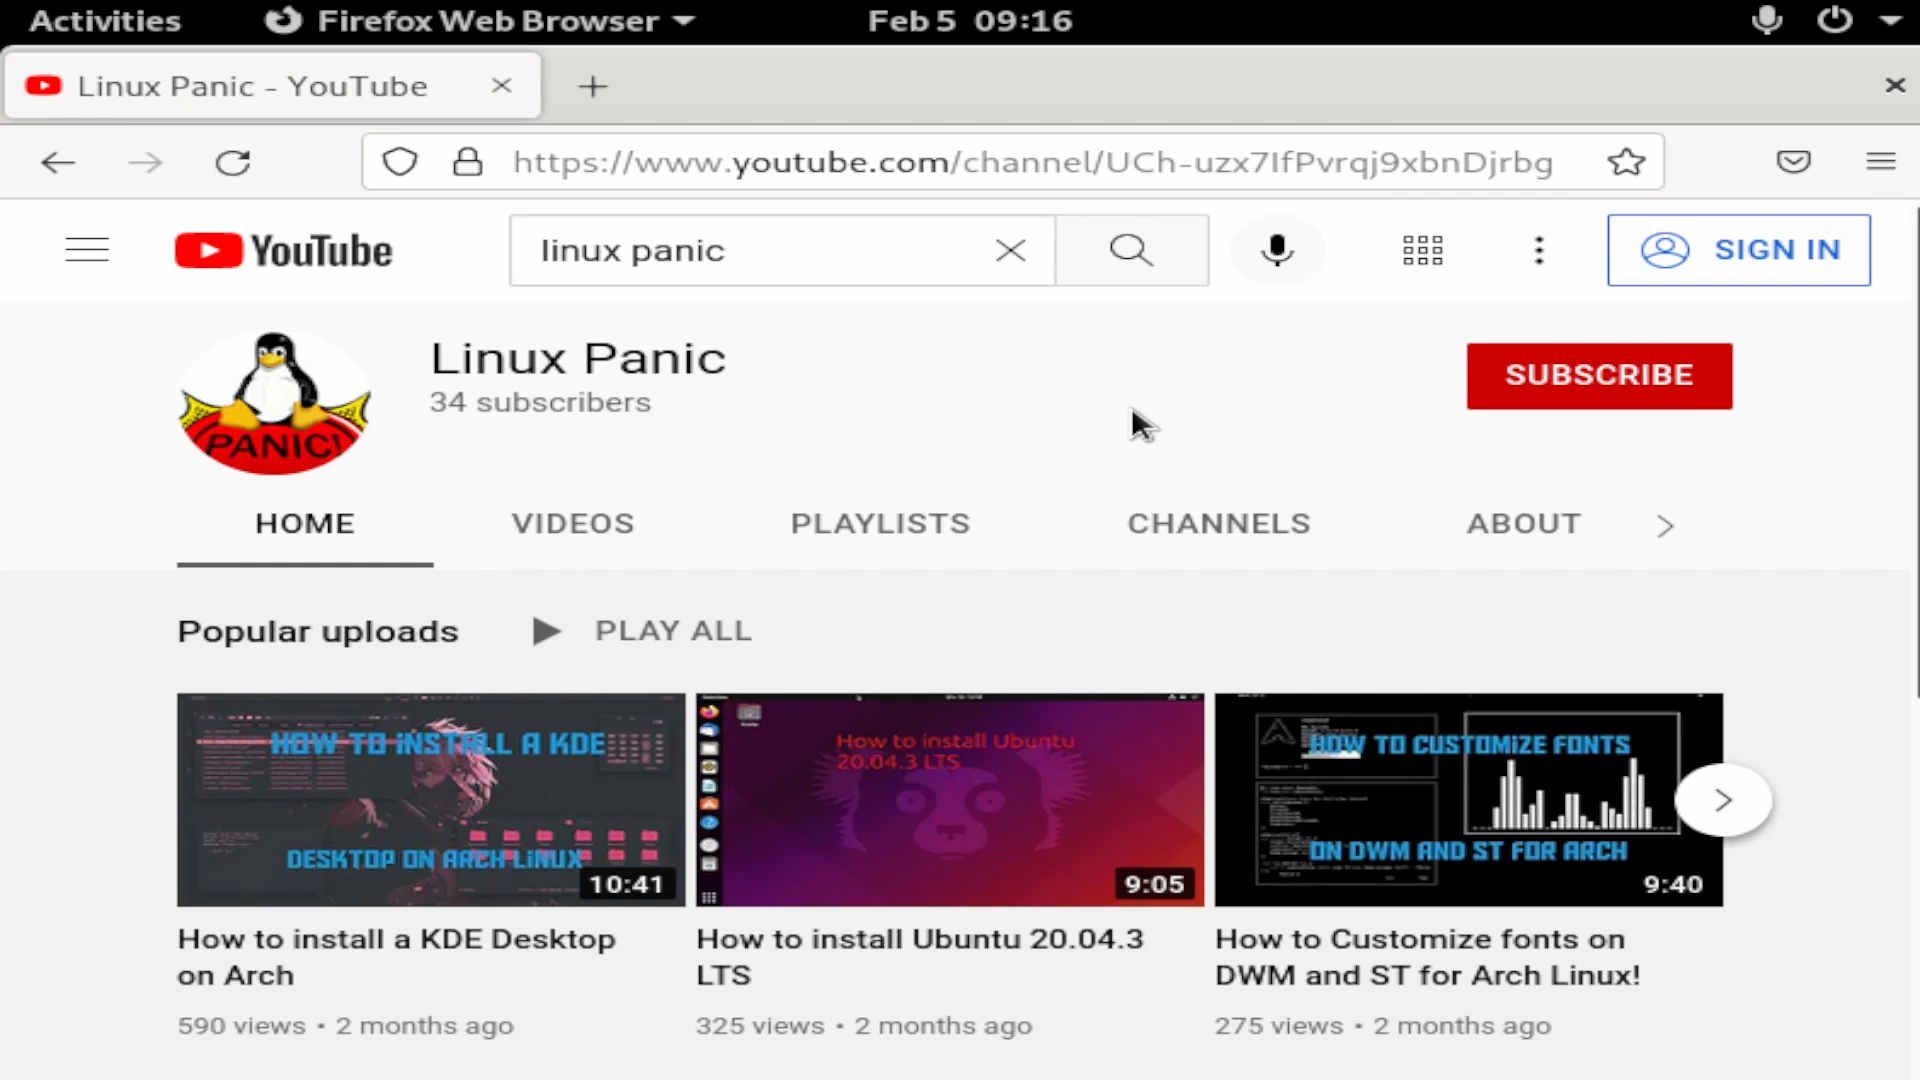 Activities Firefox Web Browser Feb 5 09:16
Linux Panic - YouTube
https://www.youtube.com/channel/UCh-uzx7IfPvrqj9xbnDjrbg
YouTube linux panic SIGN IN
PANIC!
Linux Panic
34 subscribers
SUBSCRIBE
HOME VIDEOS PLAYLISTS CHANNELS ABOUT
Popular uploads PLAY ALL
HOW TO INSTALL A KDE
DESKTOP ON ARCH LINUX
10:41
How to install Ubuntu
20.04.3 LTS
9:05
HOW TO CUSTOMIZE FONTS
ON DWM AND ST FOR ARCH
9:40
How to install a KDE Desktop
on Arch
590 views • 2 months ago
How to install Ubuntu 20.04.3
LTS
325 views • 2 months ago
How to Customize fonts on
DWM and ST for Arch Linux!
275 views • 2 months ago